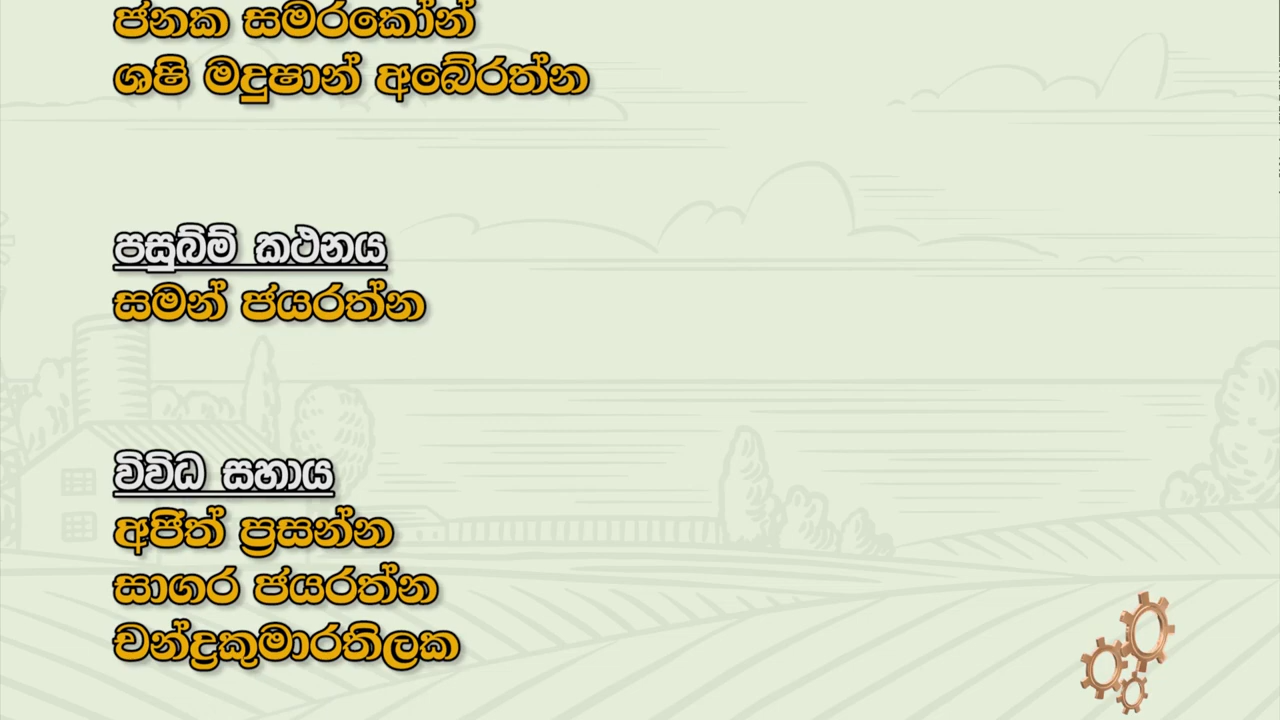 ජනක සමරකෝන්
ශෂි මදුෂාන් අබේරත්න
පසුබිම් කථනය
සමන් ජයරත්න
විවිධ සහාය
අජිත් ප්‍රසන්න
සාගර ජයරත්න
චන්ද්‍රකුමාරතිලක